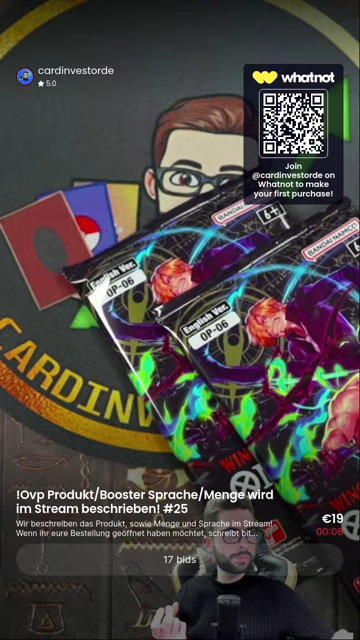 cardinvestorde
★ 5.0
whatnot
Join
@cardinvestorde on
Whatnot to make
your first purchase!
BANDAI
6+
BANDAI NAMCO
English Ver.
OP-06
English Ver.
OP-06
CARDINV
!Ovp Produkt/Booster Sprache/Menge wird
im Stream beschrieben! #25
Wir beschreiben das Produkt, sowie Menge und Sprache im Stream!
Wenn ihr eure Bestellung geöffnet haben möchtet, schreibt bit...
€19
00:08
17 bids